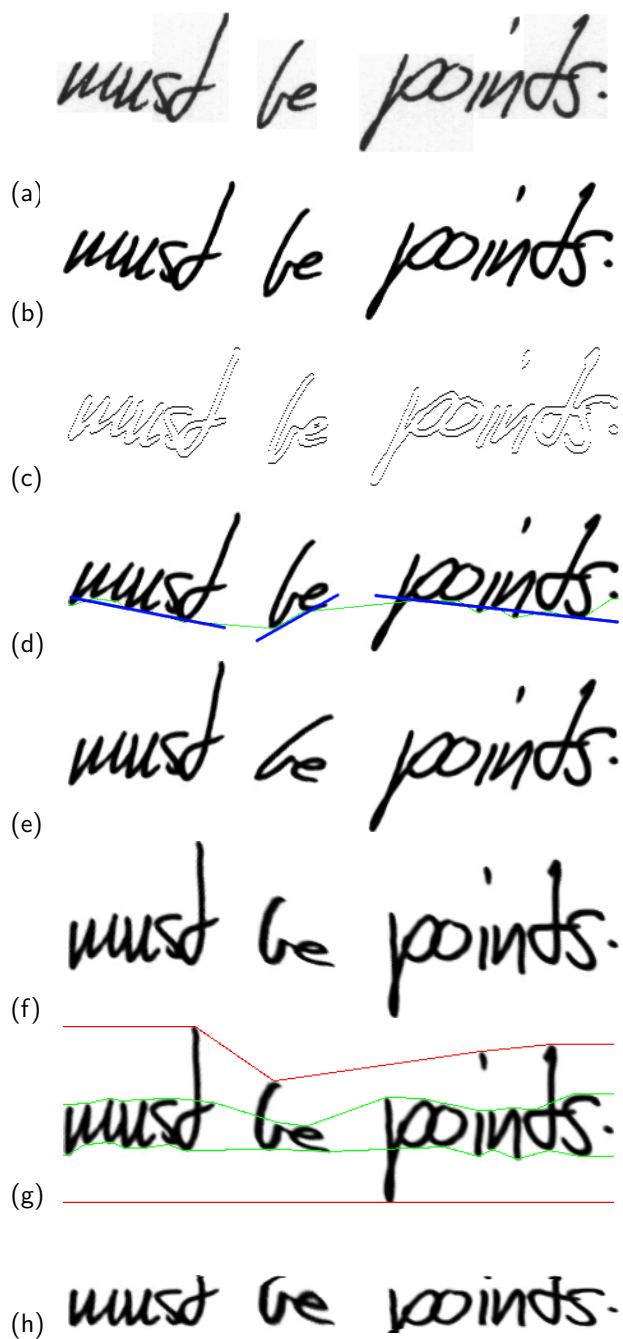 must be points.
(a)
must be points.
(b)
must be points.
(c)
must be points.
(d)
must be points.
(e)
must be points.
(f)
must be points.
(g)
must be points.
(h)